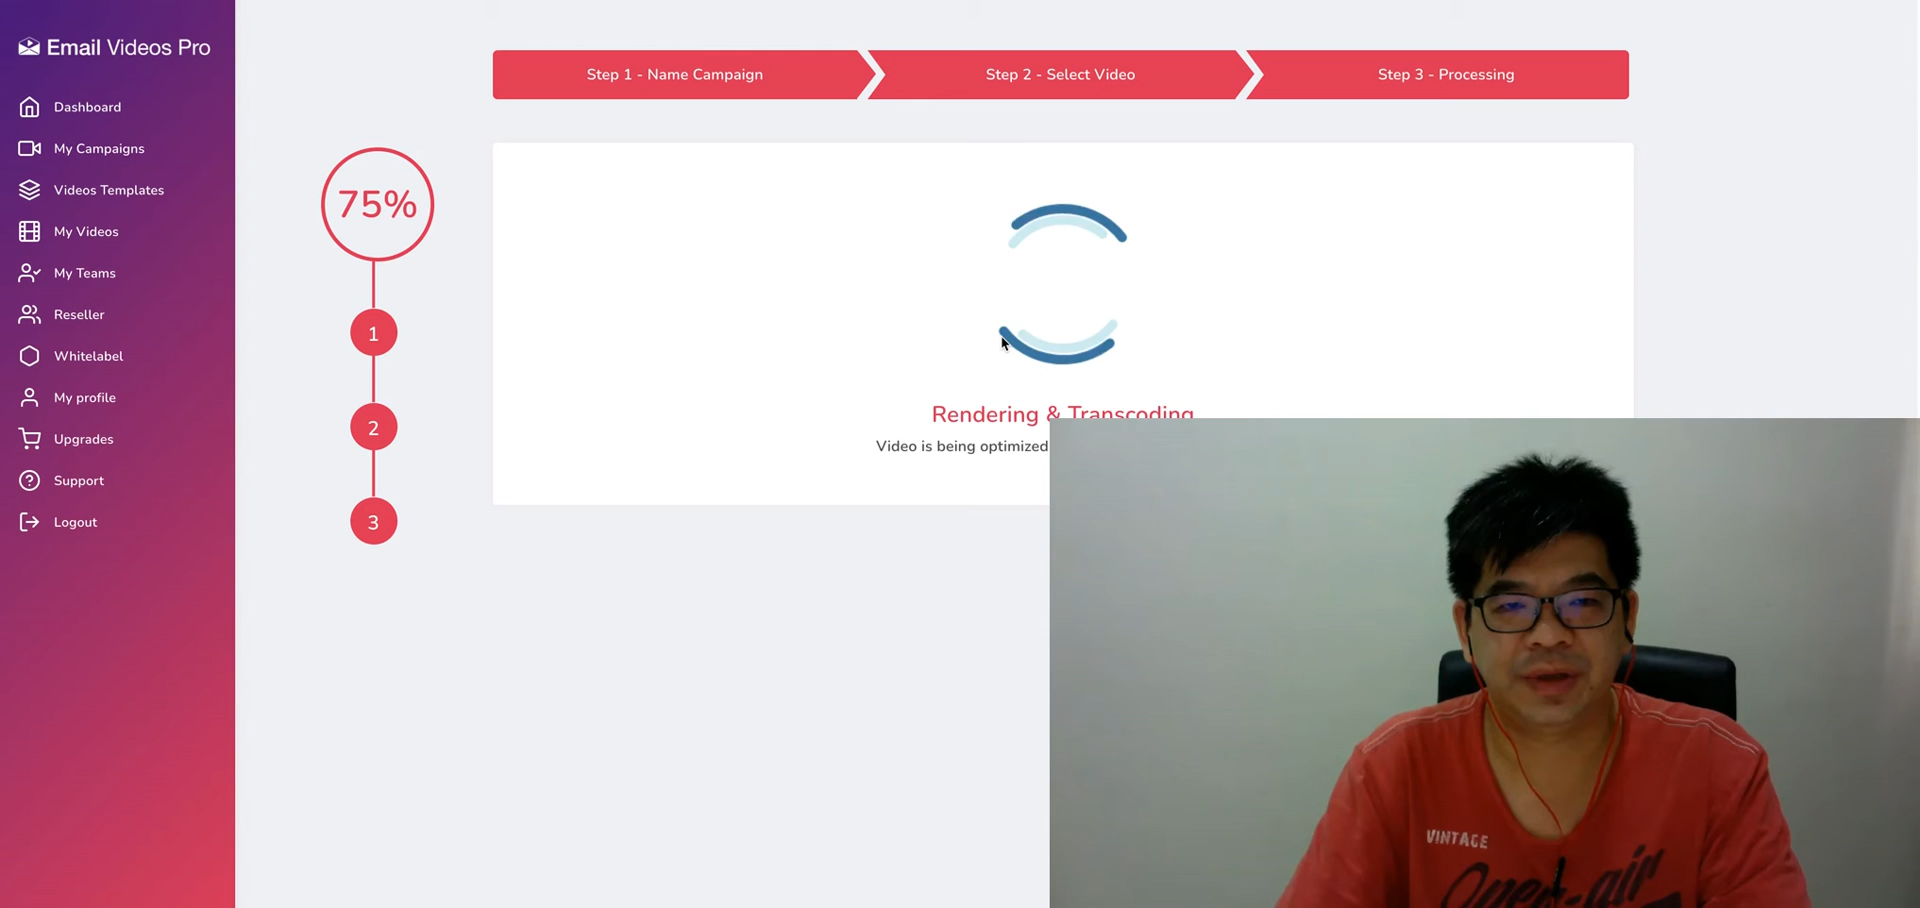 Email Videos Pro
Dashboard
My Campaigns
Videos Templates
My Videos
My Teams
Reseller
Whitelabel
My profile
Upgrades
Support
Logout
Step 1 - Name Campaign
Step 2 - Select Video
Step 3 - Processing
75%
1
2
3
Rendering & Transcoding
Video is being optimized
VINTAGE
Open-air